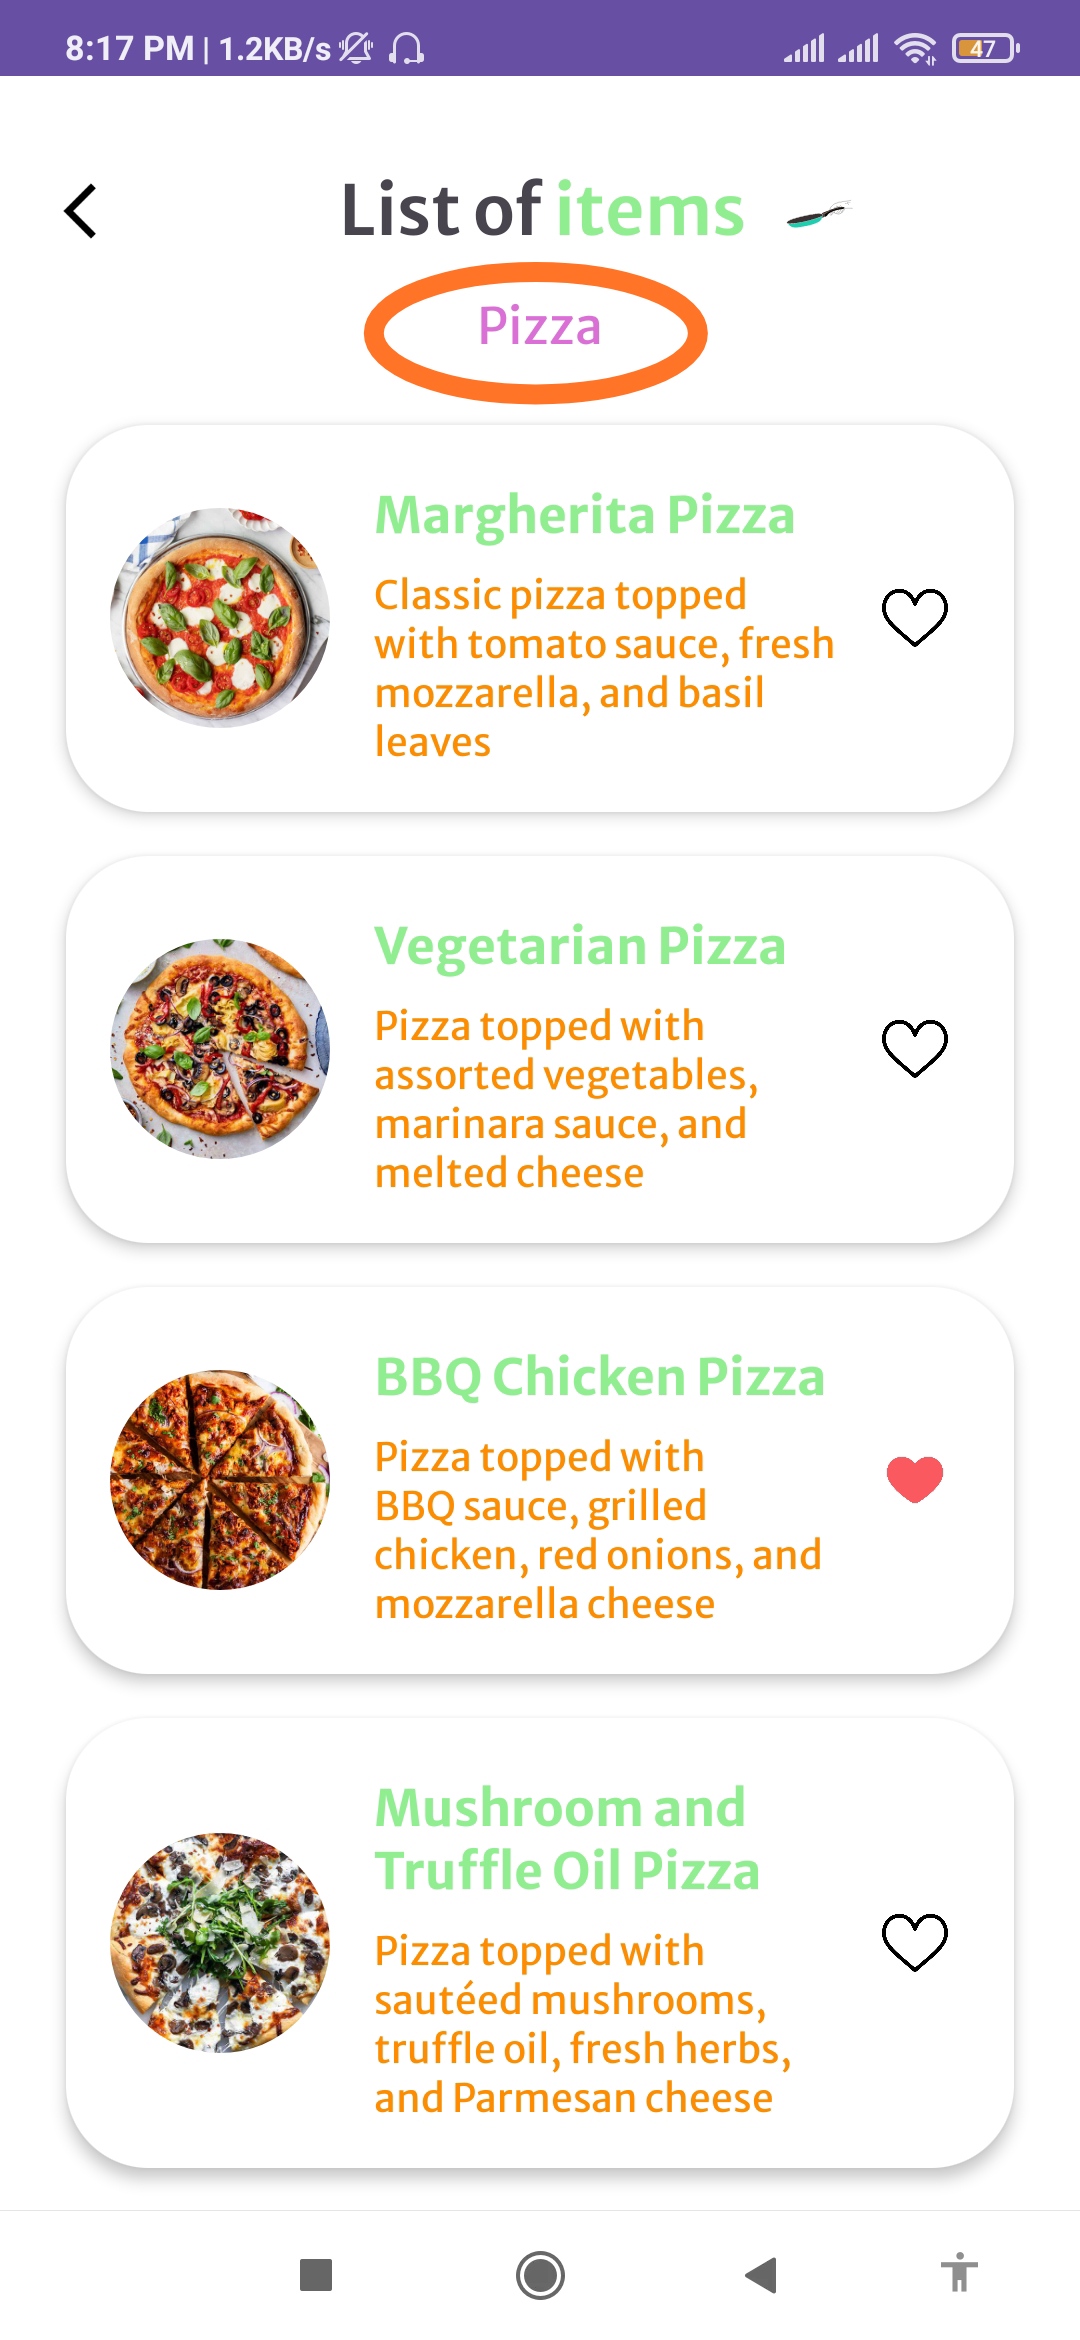 8:17 PM | 1.2KB/s 47
List of items
Pizza
Margherita Pizza
Classic pizza topped
with tomato sauce, fresh
mozzarella, and basil
leaves
Vegetarian Pizza
Pizza topped with
assorted vegetables,
marinara sauce, and
melted cheese
BBQ Chicken Pizza
Pizza topped with
BBQ sauce, grilled
chicken, red onions, and
mozzarella cheese
Mushroom and
Truffle Oil Pizza
Pizza topped with
sautéed mushrooms,
truffle oil, fresh herbs,
and Parmesan cheese